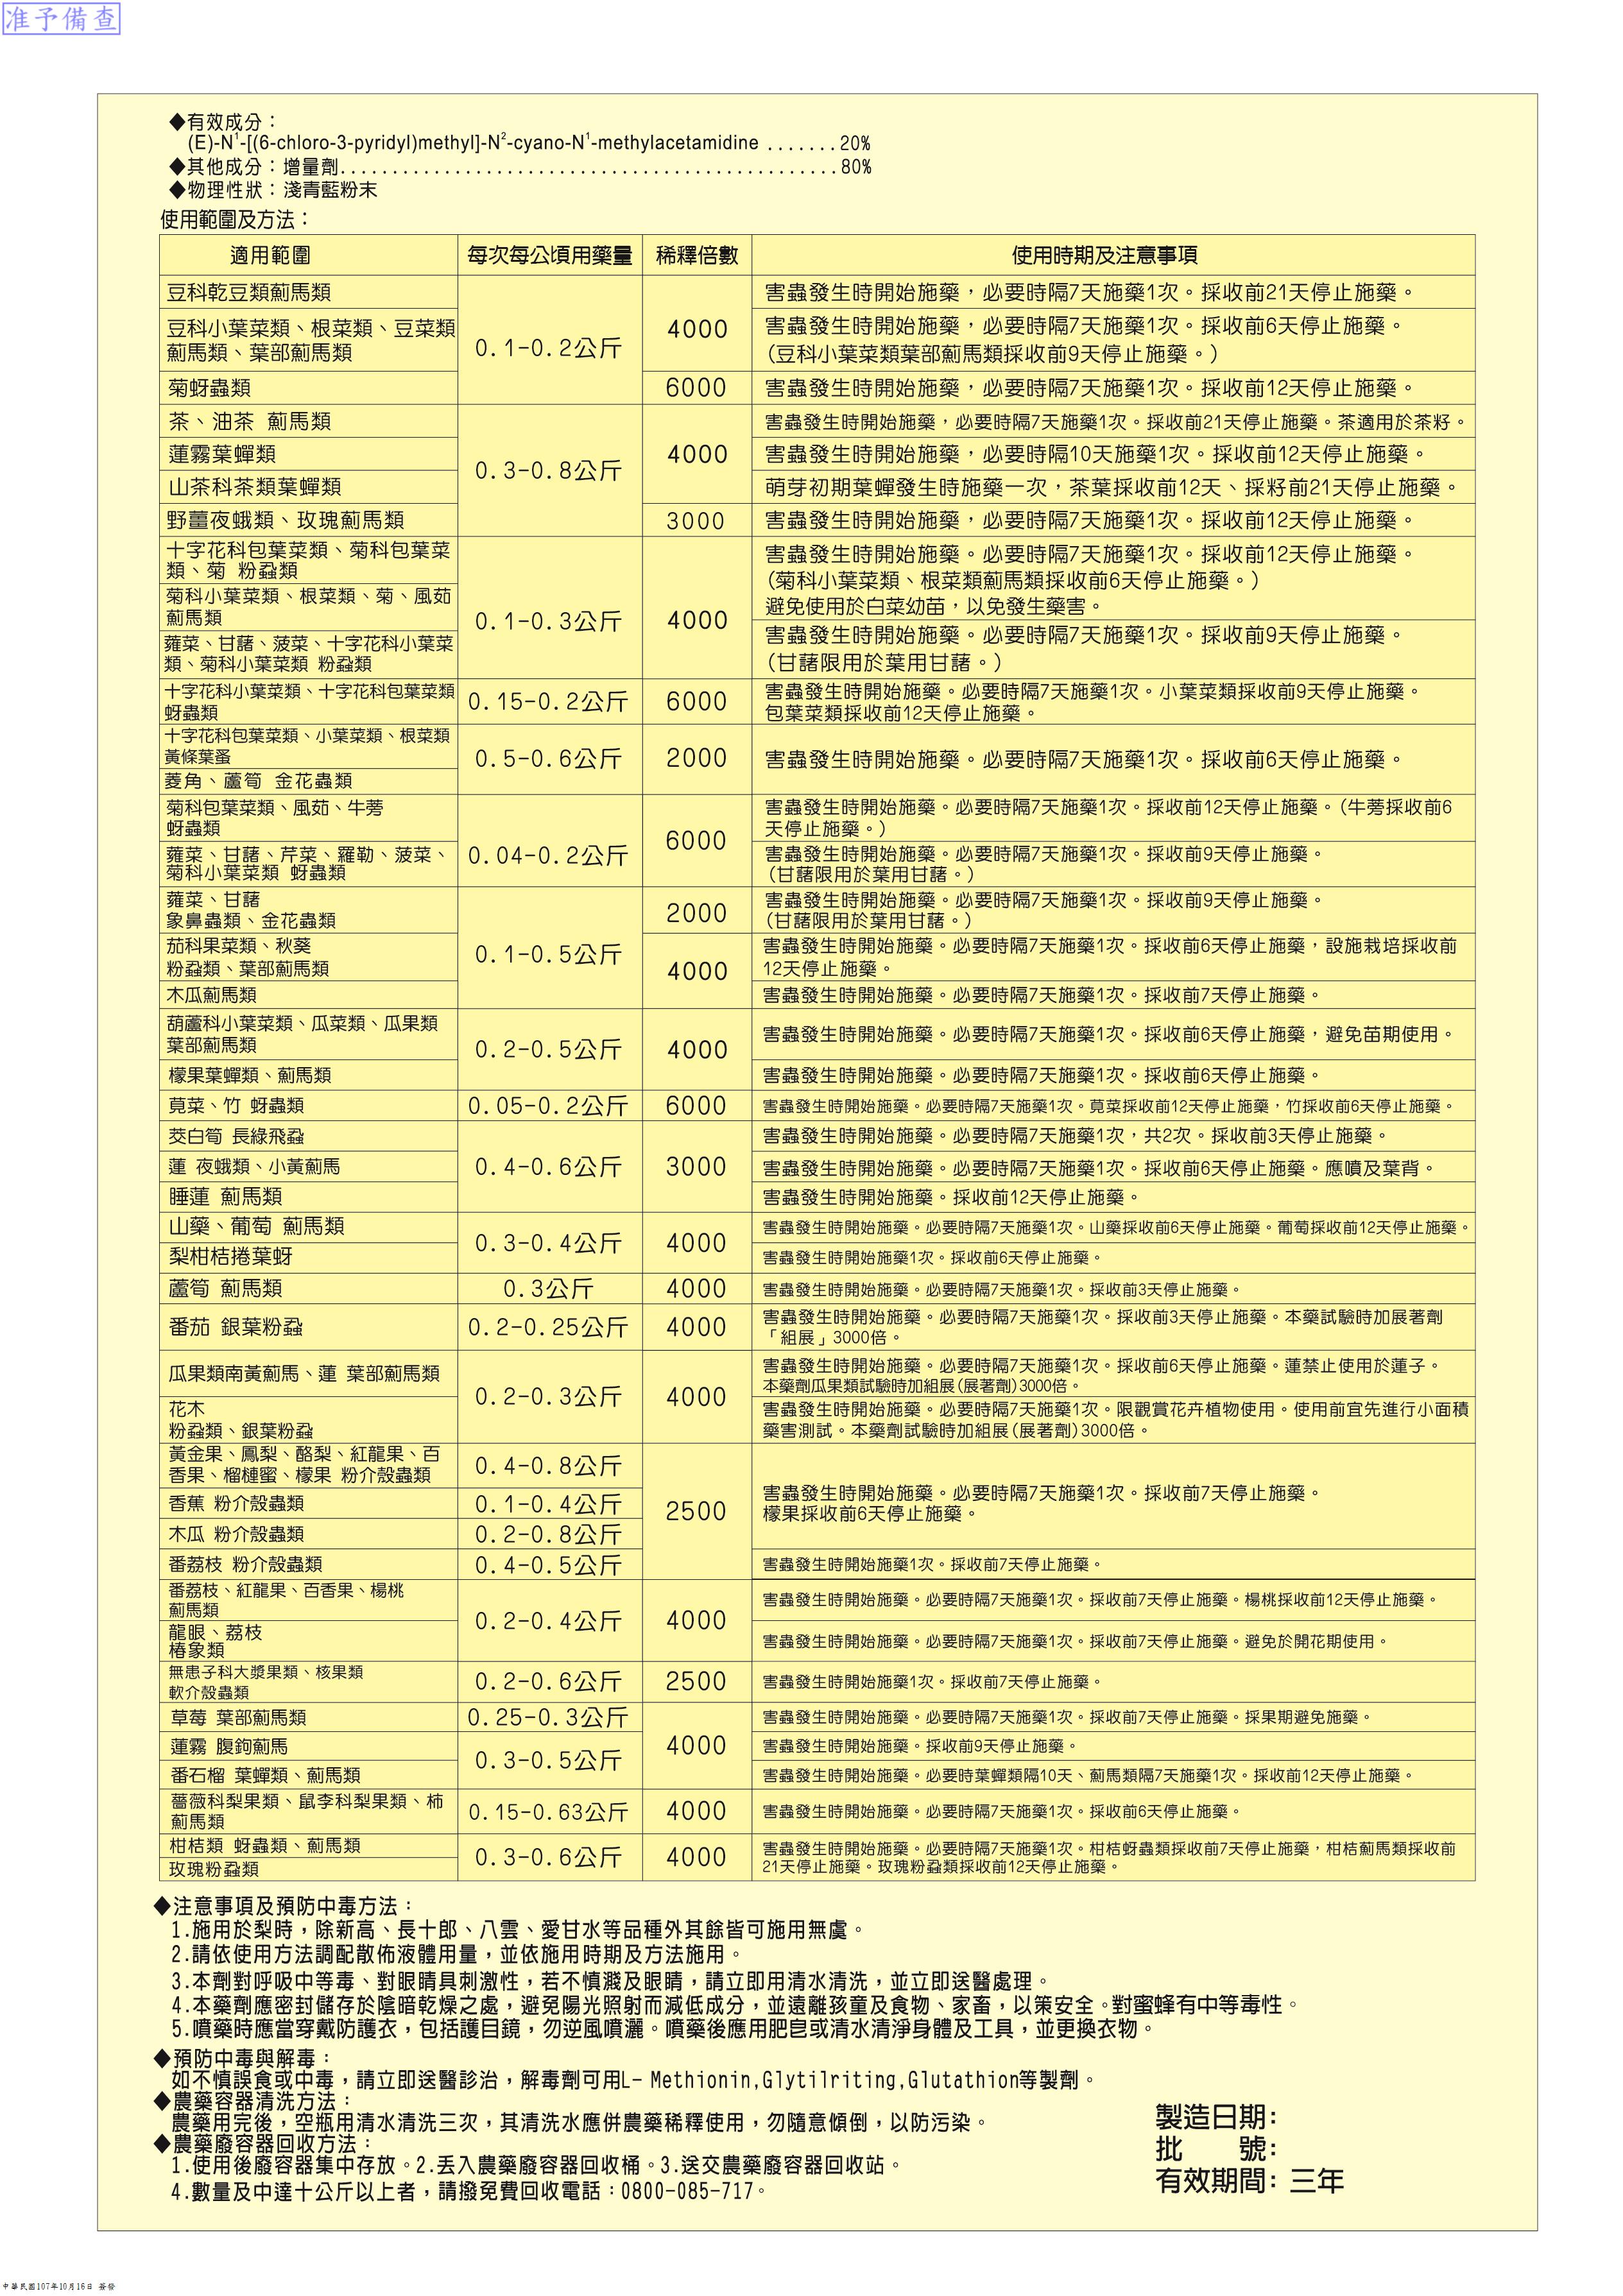 准予備查
◆有效成分：
(E)-N¹-[(6-chloro-3-pyridyl)methyl]-N²-cyano-N¹-methylacetamidine .......20%
◆其他成分：增量劑.................................................80%
◆物理性狀：淺青藍粉末
使用範圍及方法：
適用範圍 每次每公頃用藥量 稀釋倍數 使用時期及注意事項
豆科乾豆類薊馬類 0.1-0.2公斤 4000 害蟲發生時開始施藥，必要時隔7天施藥1次。採收前21天停止施藥。
豆科小葉菜類、根菜類、豆菜類
薊馬類、葉部薊馬類
害蟲發生時開始施藥，必要時隔7天施藥1次。採收前6天停止施藥。
(豆科小葉菜類葉部薊馬類採收前9天停止施藥。)
菊蚜蟲類 6000 害蟲發生時開始施藥，必要時隔7天施藥1次。採收前12天停止施藥。
茶、油茶 薊馬類 0.3-0.8公斤 4000 害蟲發生時開始施藥，必要時隔7天施藥1次。採收前21天停止施藥。茶適用於茶籽。
蓮霧葉蟬類 害蟲發生時開始施藥，必要時隔10天施藥1次。採收前12天停止施藥。
山茶科茶類葉蟬類 萌芽初期葉蟬發生時施藥一次，茶葉採收前12天、採籽前21天停止施藥。
野薑夜蛾類、玫瑰薊馬類 3000 害蟲發生時開始施藥，必要時隔7天施藥1次。採收前12天停止施藥。
十字花科包葉菜類、菊科包葉菜
類、菊 粉蝨類
0.1-0.3公斤 4000
害蟲發生時開始施藥。必要時隔7天施藥1次。採收前12天停止施藥。
(菊科小葉菜類、根菜類薊馬類採收前6天停止施藥。)
避免使用於白菜幼苗，以免發生藥害。
菊科小葉菜類、根菜類、菊、風茹
薊馬類
蕹菜、甘藷、菠菜、十字花科小葉菜
類、菊科小葉菜類 粉蝨類
害蟲發生時開始施藥。必要時隔7天施藥1次。採收前9天停止施藥。
(甘藷限用於葉用甘藷。)
十字花科小葉菜類、十字花科包葉菜類
蚜蟲類
0.15-0.2公斤 6000
害蟲發生時開始施藥。必要時隔7天施藥1次。小葉菜類採收前9天停止施藥。
包葉菜類採收前12天停止施藥。
十字花科包葉菜類、小葉菜類、根菜類
黃條葉蚤
0.5-0.6公斤 2000 害蟲發生時開始施藥。必要時隔7天施藥1次。採收前6天停止施藥。
菱角、蘆筍 金花蟲類
菊科包葉菜類、風茹、牛蒡
蚜蟲類
0.04-0.2公斤 6000
害蟲發生時開始施藥。必要時隔7天施藥1次。採收前12天停止施藥。(牛蒡採收前6
天停止施藥。)
蕹菜、甘藷、芹菜、羅勒、菠菜、
菊科小葉菜類 蚜蟲類
害蟲發生時開始施藥。必要時隔7天施藥1次。採收前9天停止施藥。
(甘藷限用於葉用甘藷。)
蕹菜、甘藷
象鼻蟲類、金花蟲類
0.1-0.5公斤 2000
害蟲發生時開始施藥。必要時隔7天施藥1次。採收前9天停止施藥。
(甘藷限用於葉用甘藷。)
茄科果菜類、秋葵
粉蝨類、葉部薊馬類
4000
害蟲發生時開始施藥。必要時隔7天施藥1次。採收前6天停止施藥，設施栽培採收前
12天停止施藥。
木瓜薊馬類 害蟲發生時開始施藥。必要時隔7天施藥1次。採收前7天停止施藥。
葫蘆科小葉菜類、瓜菜類、瓜果類
葉部薊馬類
0.2-0.5公斤 4000 害蟲發生時開始施藥。必要時隔7天施藥1次。採收前6天停止施藥，避免苗期使用。
檬果葉蟬類、薊馬類 害蟲發生時開始施藥。必要時隔7天施藥1次。採收前6天停止施藥。
莧菜、竹 蚜蟲類 0.05-0.2公斤 6000 害蟲發生時開始施藥。必要時隔7天施藥1次。莧菜採收前12天停止施藥，竹採收前6天停止施藥。
茭白筍 長綠飛蝨 0.4-0.6公斤 3000 害蟲發生時開始施藥。必要時隔7天施藥1次，共2次。採收前3天停止施藥。
蓮 夜蛾類、小黃薊馬 害蟲發生時開始施藥。必要時隔7天施藥1次。採收前6天停止施藥。應噴及葉背。
睡蓮 薊馬類 害蟲發生時開始施藥。採收前12天停止施藥。
山藥、葡萄 薊馬類 0.3-0.4公斤 4000 害蟲發生時開始施藥。必要時隔7天施藥1次。山藥採收前6天停止施藥。葡萄採收前12天停止施藥。
梨柑桔捲葉蚜 害蟲發生時開始施藥1次。採收前6天停止施藥。
蘆筍 薊馬類 0.3公斤 4000 害蟲發生時開始施藥。必要時隔7天施藥1次。採收前3天停止施藥。
番茄 銀葉粉蝨 0.2-0.25公斤 4000
害蟲發生時開始施藥。必要時隔7天施藥1次。採收前3天停止施藥。本藥試驗時加展著劑
「組展」3000倍。
瓜果類南黃薊馬、蓮 葉部薊馬類 0.2-0.3公斤 4000
害蟲發生時開始施藥。必要時隔7天施藥1次。採收前6天停止施藥。蓮禁止使用於蓮子。
本藥劑瓜果類試驗時加組展(展著劑)3000倍。
花木
粉蝨類、銀葉粉蝨
害蟲發生時開始施藥。必要時隔7天施藥1次。限觀賞花卉植物使用。使用前宜先進行小面積
藥害測試。本藥劑試驗時加組展(展著劑)3000倍。
黃金果、鳳梨、酪梨、紅龍果、百
香果、榴槤蜜、檬果 粉介殼蟲類
0.4-0.8公斤 2500
害蟲發生時開始施藥。必要時隔7天施藥1次。採收前7天停止施藥。
檬果採收前6天停止施藥。
香蕉 粉介殼蟲類 0.1-0.4公斤
木瓜 粉介殼蟲類 0.2-0.8公斤
番荔枝 粉介殼蟲類 0.4-0.5公斤 害蟲發生時開始施藥1次。採收前7天停止施藥。
番荔枝、紅龍果、百香果、楊桃
薊馬類
0.2-0.4公斤 4000 害蟲發生時開始施藥。必要時隔7天施藥1次。採收前7天停止施藥。楊桃採收前12天停止施藥。
龍眼、荔枝
椿象類
害蟲發生時開始施藥。必要時隔7天施藥1次。採收前7天停止施藥。避免於開花期使用。
無患子科大漿果類、核果類
軟介殼蟲類
0.2-0.6公斤 2500 害蟲發生時開始施藥1次。採收前7天停止施藥。
草莓 葉部薊馬類 0.25-0.3公斤 4000 害蟲發生時開始施藥。必要時隔7天施藥1次。採收前7天停止施藥。採果期避免施藥。
蓮霧 腹鉤薊馬 0.3-0.5公斤 害蟲發生時開始施藥。採收前9天停止施藥。
番石榴 葉蟬類、薊馬類 害蟲發生時開始施藥。必要時葉蟬類隔10天、薊馬類隔7天施藥1次。採收前12天停止施藥。
薔薇科梨果類、鼠李科梨果類、柿
薊馬類
0.15-0.63公斤 4000 害蟲發生時開始施藥。必要時隔7天施藥1次。採收前6天停止施藥。
柑桔類 蚜蟲類、薊馬類 0.3-0.6公斤 4000
害蟲發生時開始施藥。必要時隔7天施藥1次。柑桔蚜蟲類採收前7天停止施藥，柑桔薊馬類採收前
21天停止施藥。玫瑰粉蝨類採收前12天停止施藥。
玫瑰粉蝨類
◆注意事項及預防中毒方法：
1.施用於梨時，除新高、長十郎、八雲、愛甘水等品種外其餘皆可施用無虞。
2.請依使用方法調配散佈液體用量，並依施用時期及方法施用。
3.本劑對呼吸中等毒、對眼睛具刺激性，若不慎濺及眼睛，請立即用清水清洗，並立即送醫處理。
4.本藥劑應密封儲存於陰暗乾燥之處，避免陽光照射而減低成分，並遠離孩童及食物、家畜，以策安全。對蜜蜂有中等毒性。
5.噴藥時應當穿戴防護衣，包括護目鏡，勿逆風噴灑。噴藥後應用肥皂或清水清淨身體及工具，並更換衣物。
◆預防中毒與解毒：
如不慎誤食或中毒，請立即送醫診治，解毒劑可用L- Methionin,Glytilriting,Glutathion等製劑。
◆農藥容器清洗方法：
農藥用完後，空瓶用清水清洗三次，其清洗水應併農藥稀釋使用，勿隨意傾倒，以防污染。
◆農藥廢容器回收方法：
1.使用後廢容器集中存放。2.丟入農藥廢容器回收桶。3.送交農藥廢容器回收站。
4.數量及中達十公斤以上者，請撥免費回收電話：0800-085-717。
製造日期：
批 號：
有效期間：三年
中華民國107年10月16日 簽發